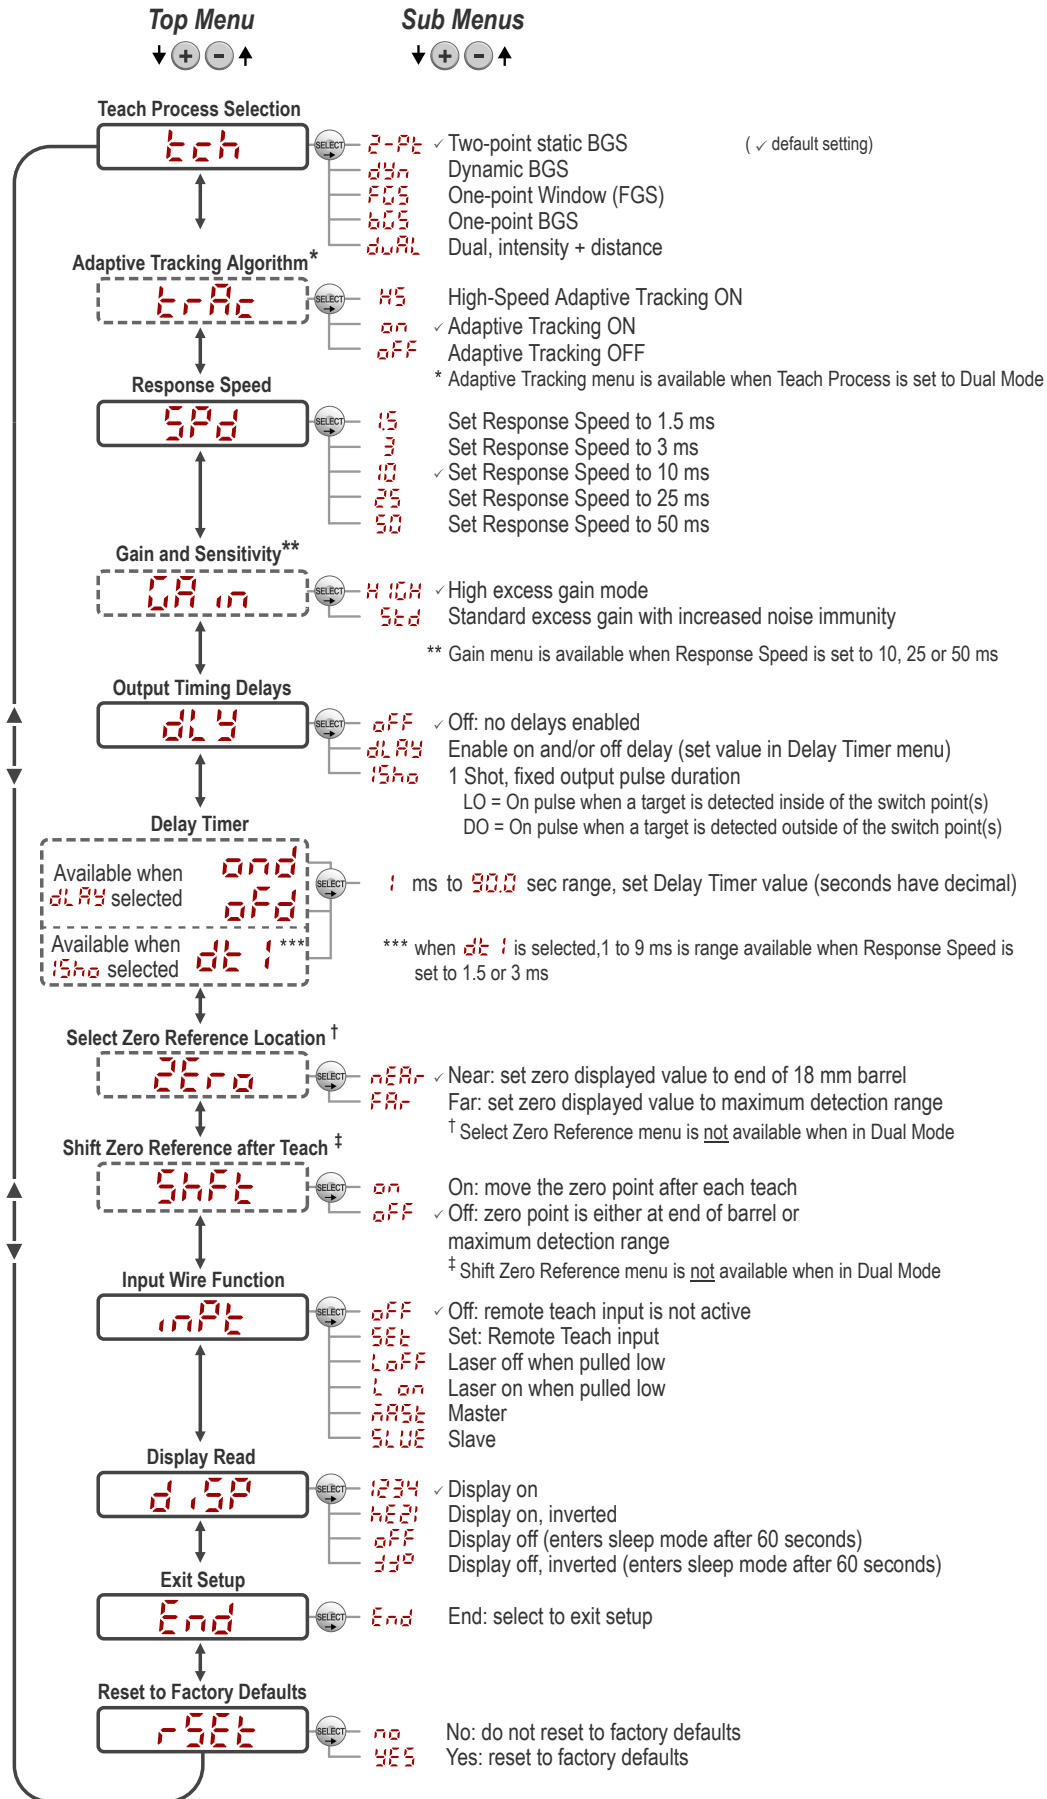 Top Menu Sub Menus
+ - + -
Teach Process Selection
tch SELECT 2-Pt ✓ Two-point static BGS ( ✓ default setting)
dYn Dynamic BGS
FGS One-point Window (FGS)
bGS One-point BGS
duAL Dual, intensity + distance
Adaptive Tracking Algorithm*
trAc SELECT HS High-Speed Adaptive Tracking ON
on ✓ Adaptive Tracking ON
oFF Adaptive Tracking OFF
* Adaptive Tracking menu is available when Teach Process is set to Dual Mode
Response Speed
SPd SELECT 1.5 Set Response Speed to 1.5 ms
3 Set Response Speed to 3 ms
10 ✓ Set Response Speed to 10 ms
25 Set Response Speed to 25 ms
50 Set Response Speed to 50 ms
Gain and Sensitivity**
GAin SELECT HIGH ✓ High excess gain mode
Std Standard excess gain with increased noise immunity
** Gain menu is available when Response Speed is set to 10, 25 or 50 ms
Output Timing Delays
dLY SELECT oFF ✓ Off: no delays enabled
dLAY Enable on and/or off delay (set value in Delay Timer menu)
1Sho 1 Shot, fixed output pulse duration
LO = On pulse when a target is detected inside of the switch point(s)
DO = On pulse when a target is detected outside of the switch point(s)
Delay Timer
Available when dLAY selected ond oFd SELECT 1 ms to 90.0 sec range, set Delay Timer value (seconds have decimal)
Available when 1Sho selected dt 1 ***
*** when dt 1 is selected,1 to 9 ms is range available when Response Speed is
set to 1.5 or 3 ms
Select Zero Reference Location †
ZEro SELECT nEAr ✓ Near: set zero displayed value to end of 18 mm barrel
FAr Far: set zero displayed value to maximum detection range
† Select Zero Reference menu is not available when in Dual Mode
Shift Zero Reference after Teach ‡
ShFt SELECT on On: move the zero point after each teach
oFF ✓ Off: zero point is either at end of barrel or
maximum detection range
‡ Shift Zero Reference menu is not available when in Dual Mode
Input Wire Function
inPt SELECT oFF ✓ Off: remote teach input is not active
SEt Set: Remote Teach input
LoFF Laser off when pulled low
L on Laser on when pulled low
MASt Master
SLVE Slave
Display Read
diSP SELECT 1234 ✓ Display on
hEZ1 Display on, inverted
oFF Display off (enters sleep mode after 60 seconds)
Display off, inverted (enters sleep mode after 60 seconds)
Exit Setup
End SELECT End End: select to exit setup
Reset to Factory Defaults
rSEt SELECT no No: do not reset to factory defaults
YES Yes: reset to factory defaults